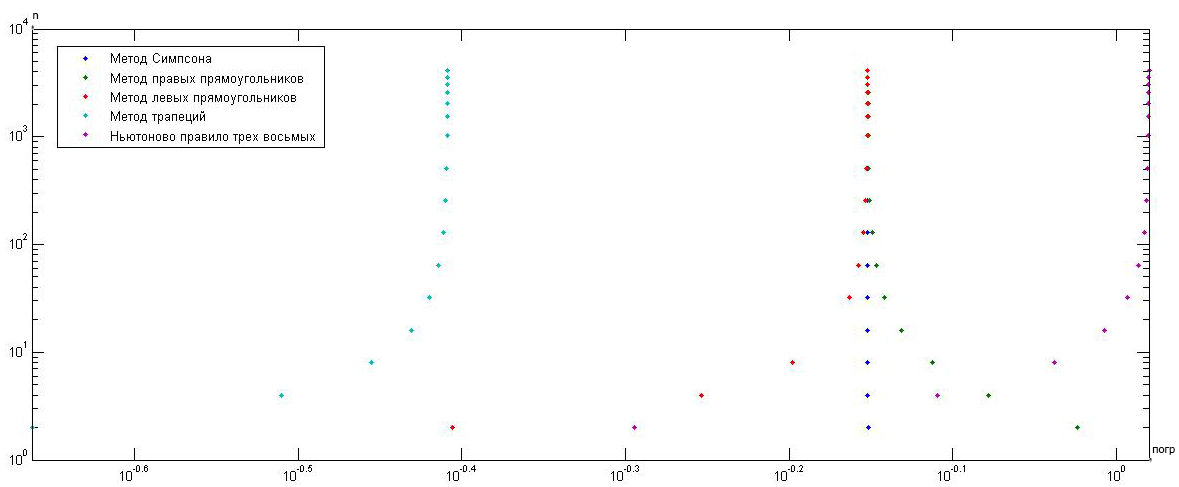 n
10^4
Метод Симпсона
Метод правых прямоугольников
Метод левых прямоугольников
Метод трапеций
Ньютоново правило трех восьмых
10^3
10^2
10^1
10^0
погр
10^-0.6
10^-0.5
10^-0.4
10^-0.3
10^-0.2
10^-0.1
10^0